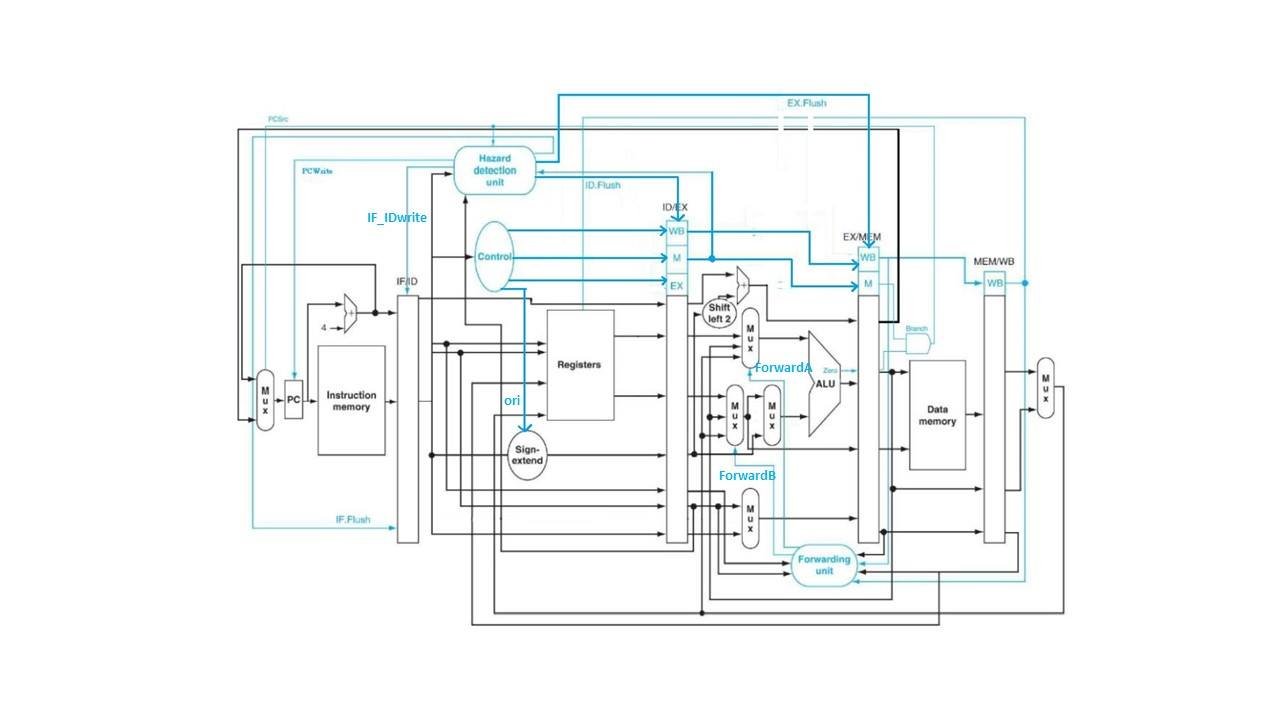 EX.Flush
PCSrc
Hazard
detection
unit
PCWrite
ID.Flush
IF_IDwrite
ID/EX
WB
Control
M
EX
EX/MEM
WB
M
MEM/WB
WB
IF/ID
Shift
left 2
+
+
4
Branch
M
u
x
Registers
ForwardA
Zero
ALU
M
u
x
PC
Instruction
memory
ori
M
u
x
M
u
x
Data
memory
M
u
x
Sign-
extend
ForwardB
IF.Flush
M
u
x
Forwarding
unit